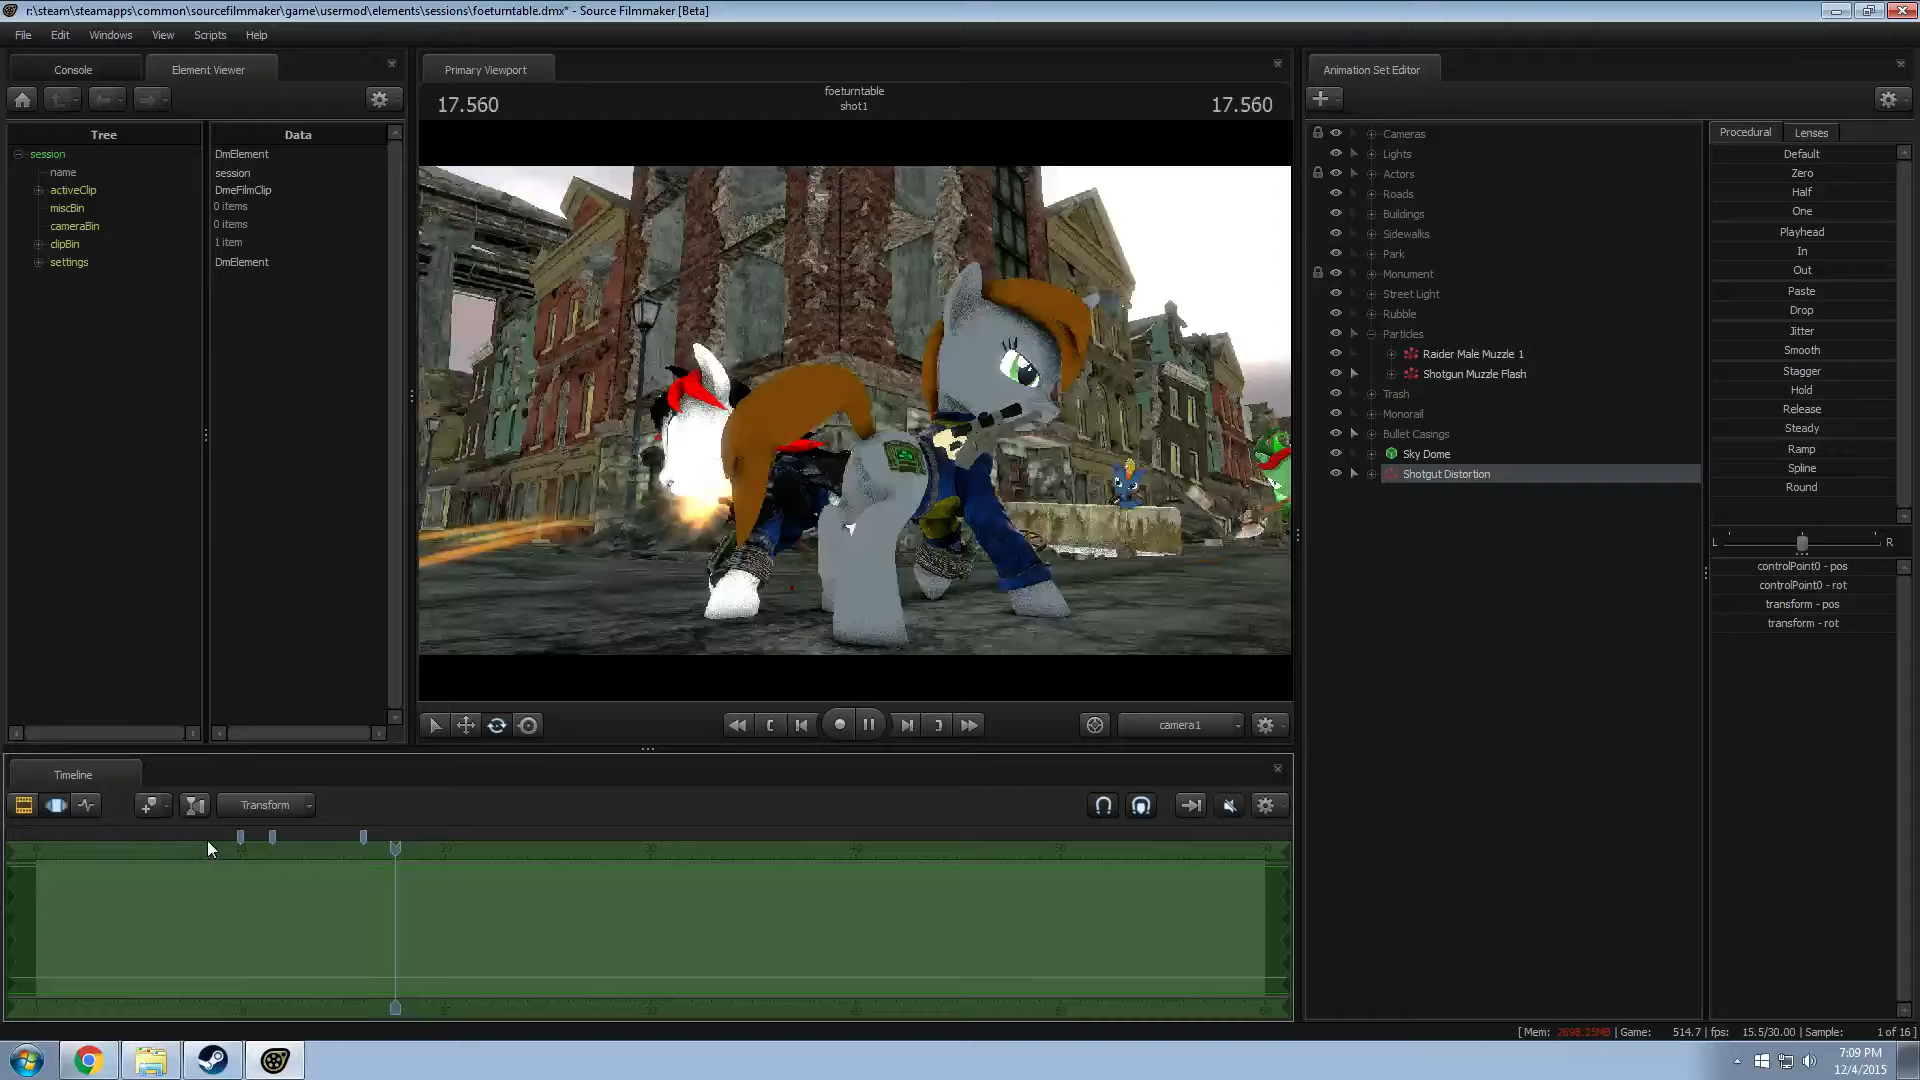 r:\steam\steamapps\common\sourcefilmmaker\game\usermod\elements\sessions\foeturntable.dmx* - Source Filmmaker [Beta]
File Edit Windows View Scripts Help
Console Element Viewer
Tree Data
session DmElement
name session
activeClip DmeFilmClip
miscBin 0 items
cameraBin 0 items
clipBin 1 item
settings DmElement
Primary Viewport
17.560 foeturntable 17.560
shot1
camera1
Animation Set Editor
Cameras
Lights
Actors
Roads
Buildings
Sidewalks
Park
Monument
Street Light
Rubble
Particles
Raider Male Muzzle 1
Shotgun Muzzle Flash
Trash
Monorail
Bullet Casings
Sky Dome
Shotgut Distortion
Procedural Lenses
Default
Zero
Half
One
Playhead
In
Out
Paste
Drop
Jitter
Smooth
Stagger
Hold
Release
Steady
Ramp
Spline
Round
L R
controlPoint0 - pos
controlPoint0 - rot
transform - pos
transform - rot
Timeline
Transform
[ Mem: 2698.25MB | Game: 514.7 | fps: 15.5/30.00 | Sample: 1 of 16 ]
7:09 PM
12/4/2015